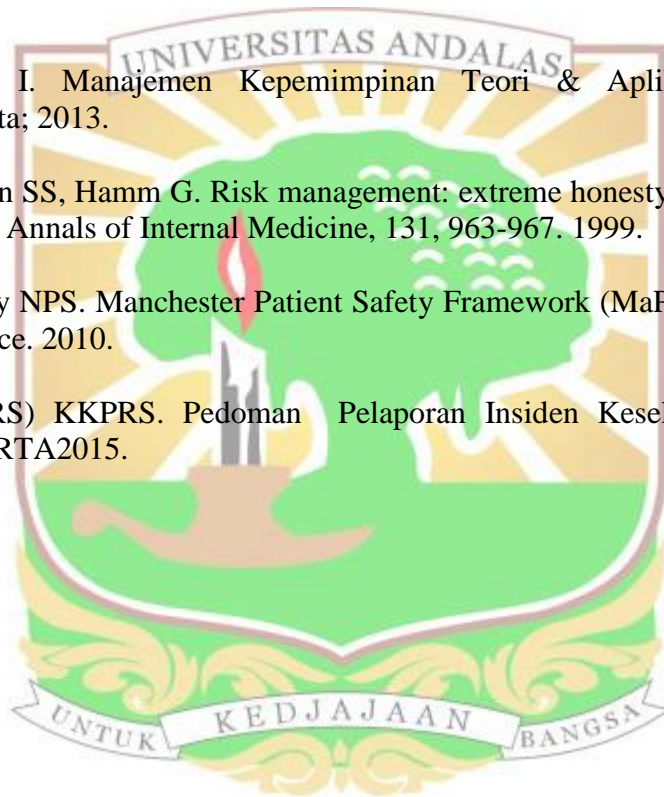 UNIVERSITAS ANDALAS
I. Manajemen Kepemimpinan Teori & Apli
ta; 2013.
n SS, Hamm G. Risk management: extreme honesty
Annals of Internal Medicine, 131, 963-967. 1999.
y NPS. Manchester Patient Safety Framework (MaP
ce. 2010.
RS) KKPRS. Pedoman Pelaporan Insiden Kesel
RTA2015.
UNTUK KEDJAJAAN BANGSA